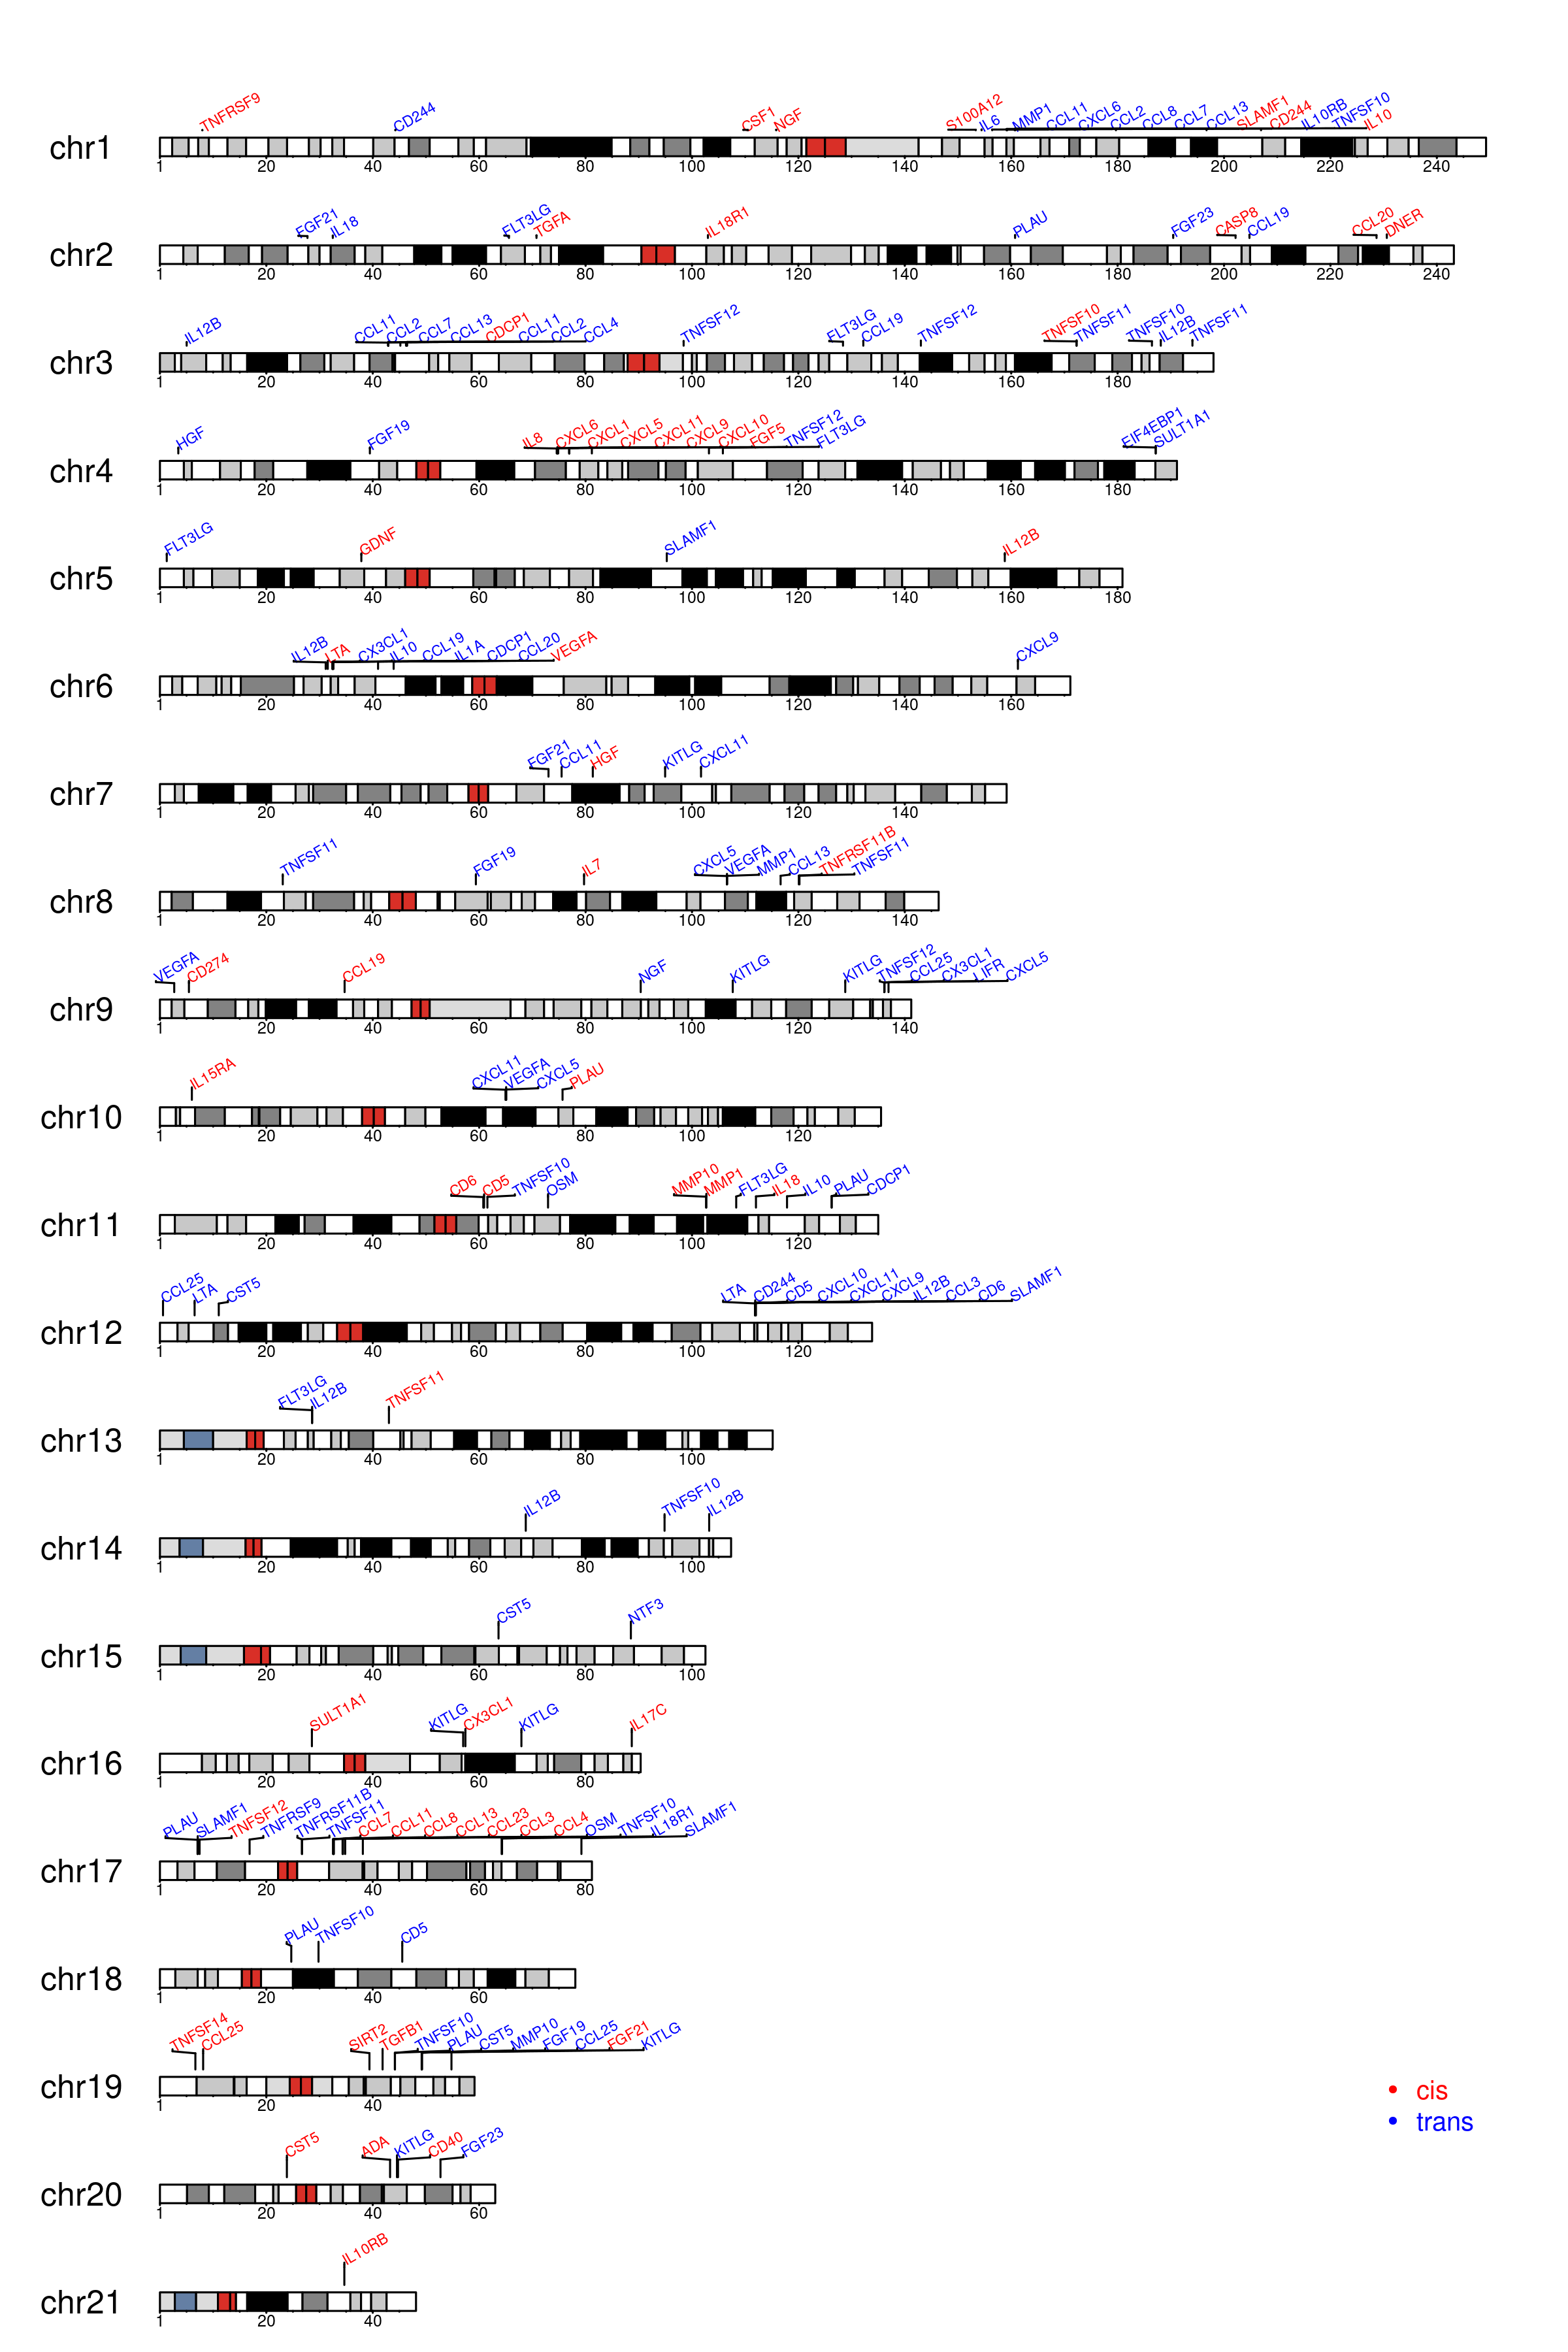 TNFRSF9 CD244 CSF1 NGF S100A12 IL6 MMP1 CCL11 CXCL6 CCL2 CCL8 CCL7 CCL13 SLAMF1 CD244 IL10RB TNFSF10 IL10
chr1
1 20 40 60 80 100 120 140 160 180 200 220 240
FGF21 IL18 FLT3LG TGFA IL18R1 PLAU FGF23 CASP8 CCL19 CCL20 DNER
chr2
1 20 40 60 80 100 120 140 160 180 200 220 240
IL12B CCL11 CCL2 CCL7 CCL13 CDCP1 CCL11 CCL2 CCL4 TNFSF12 FLT3LG CCL19 TNFSF12 TNFSF10 TNFSF11 TNFSF10 IL12B TNFSF11
chr3
1 20 40 60 80 100 120 140 160 180
HGF FGF19 IL8 CXCL6 CXCL1 CXCL5 CXCL11 CXCL9 CXCL10 FGF5 TNFSF12 FLT3LG EIF4EBP1 SULT1A1
chr4
1 20 40 60 80 100 120 140 160 180
FLT3LG GDNF SLAMF1 IL12B
chr5
1 20 40 60 80 100 120 140 160 180
IL12B LTA CX3CL1 IL10 CCL19 IL1A CDCP1 CCL20 VEGFA CXCL9
chr6
1 20 40 60 80 100 120 140 160
FGF21 CCL11 HGF KITLG CXCL11
chr7
1 20 40 60 80 100 120 140
TNFSF11 FGF19 IL7 CXCL5 VEGFA MMP1 CCL13 TNFRSF11B TNFSF11
chr8
1 20 40 60 80 100 120 140
VEGFA CD274 CCL19 NGF KITLG KITLG TNFSF12 CCL25 CX3CL1 LIFR CXCL5
chr9
1 20 40 60 80 100 120 140
IL15RA CXCL11 VEGFA CXCL5 PLAU
chr10
1 20 40 60 80 100 120
CD6 CD5 TNFSF10 OSM MMP10 MMP1 FLT3LG IL18 IL10 PLAU CDCP1
chr11
1 20 40 60 80 100 120
CCL25 LTA CST5 LTA CD244 CD5 CXCL10 CXCL11 CXCL9 IL12B CCL3 CD6 SLAMF1
chr12
1 20 40 60 80 100 120
FLT3LG IL12B TNFSF11
chr13
1 20 40 60 80 100
IL12B TNFSF10 IL12B
chr14
1 20 40 60 80 100
CST5 NTF3
chr15
1 20 40 60 80 100
SULT1A1 KITLG CX3CL1 KITLG IL17C
chr16
1 20 40 60 80
PLAU SLAMF1 TNFSF12 TNFRSF9 TNFRSF11B TNFSF11 CCL7 CCL11 CCL8 CCL13 CCL23 CCL3 CCL4 OSM TNFSF10 IL18R1 SLAMF1
chr17
1 20 40 60 80
PLAU TNFSF10 CD5
chr18
1 20 40 60
TNFSF14 CCL25 SIRT2 TGFB1 TNFSF10 PLAU CST5 MMP10 FGF19 CCL25 FGF21 KITLG
chr19
1 20 40
cis
trans
CST5 ADA KITLG CD40 FGF23
chr20
1 20 40 60
IL10RB
chr21
1 20 40